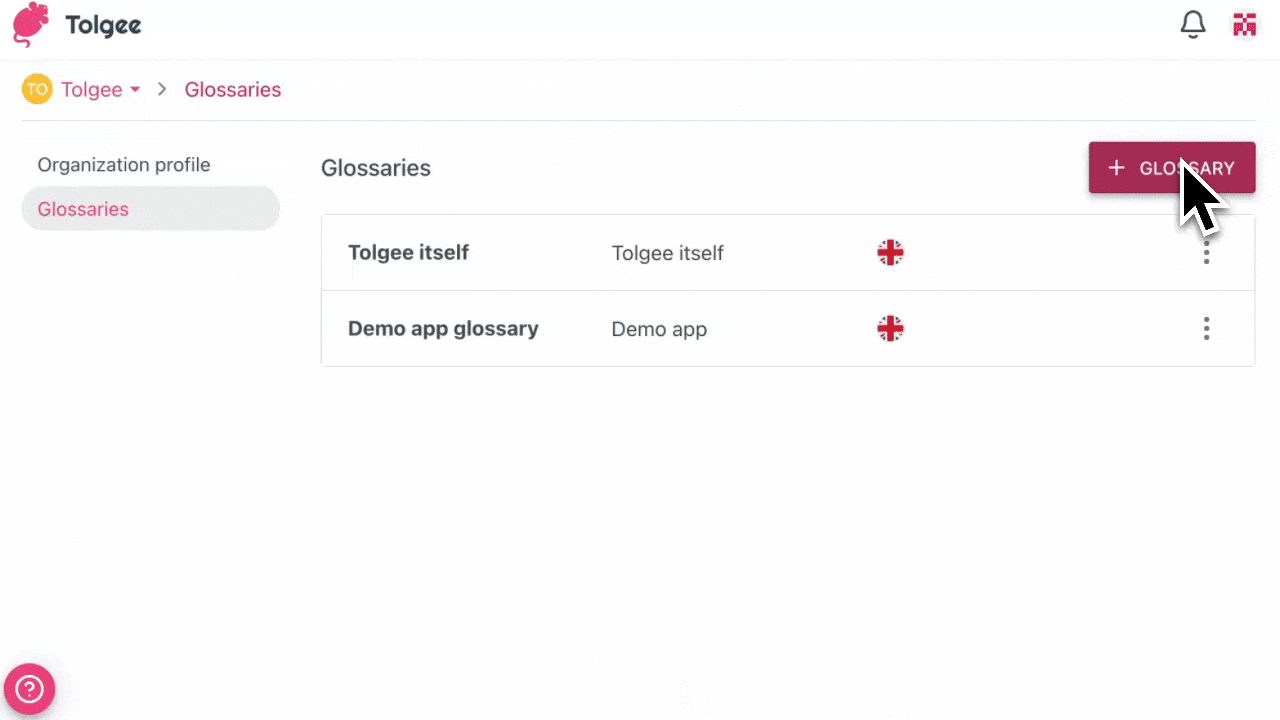 Tolgee
TO Tolgee > Glossaries
Organization profile
Glossaries
Glossaries
+ GLOSSARY
Tolgee itself Tolgee itself
Demo app glossary Demo app
?